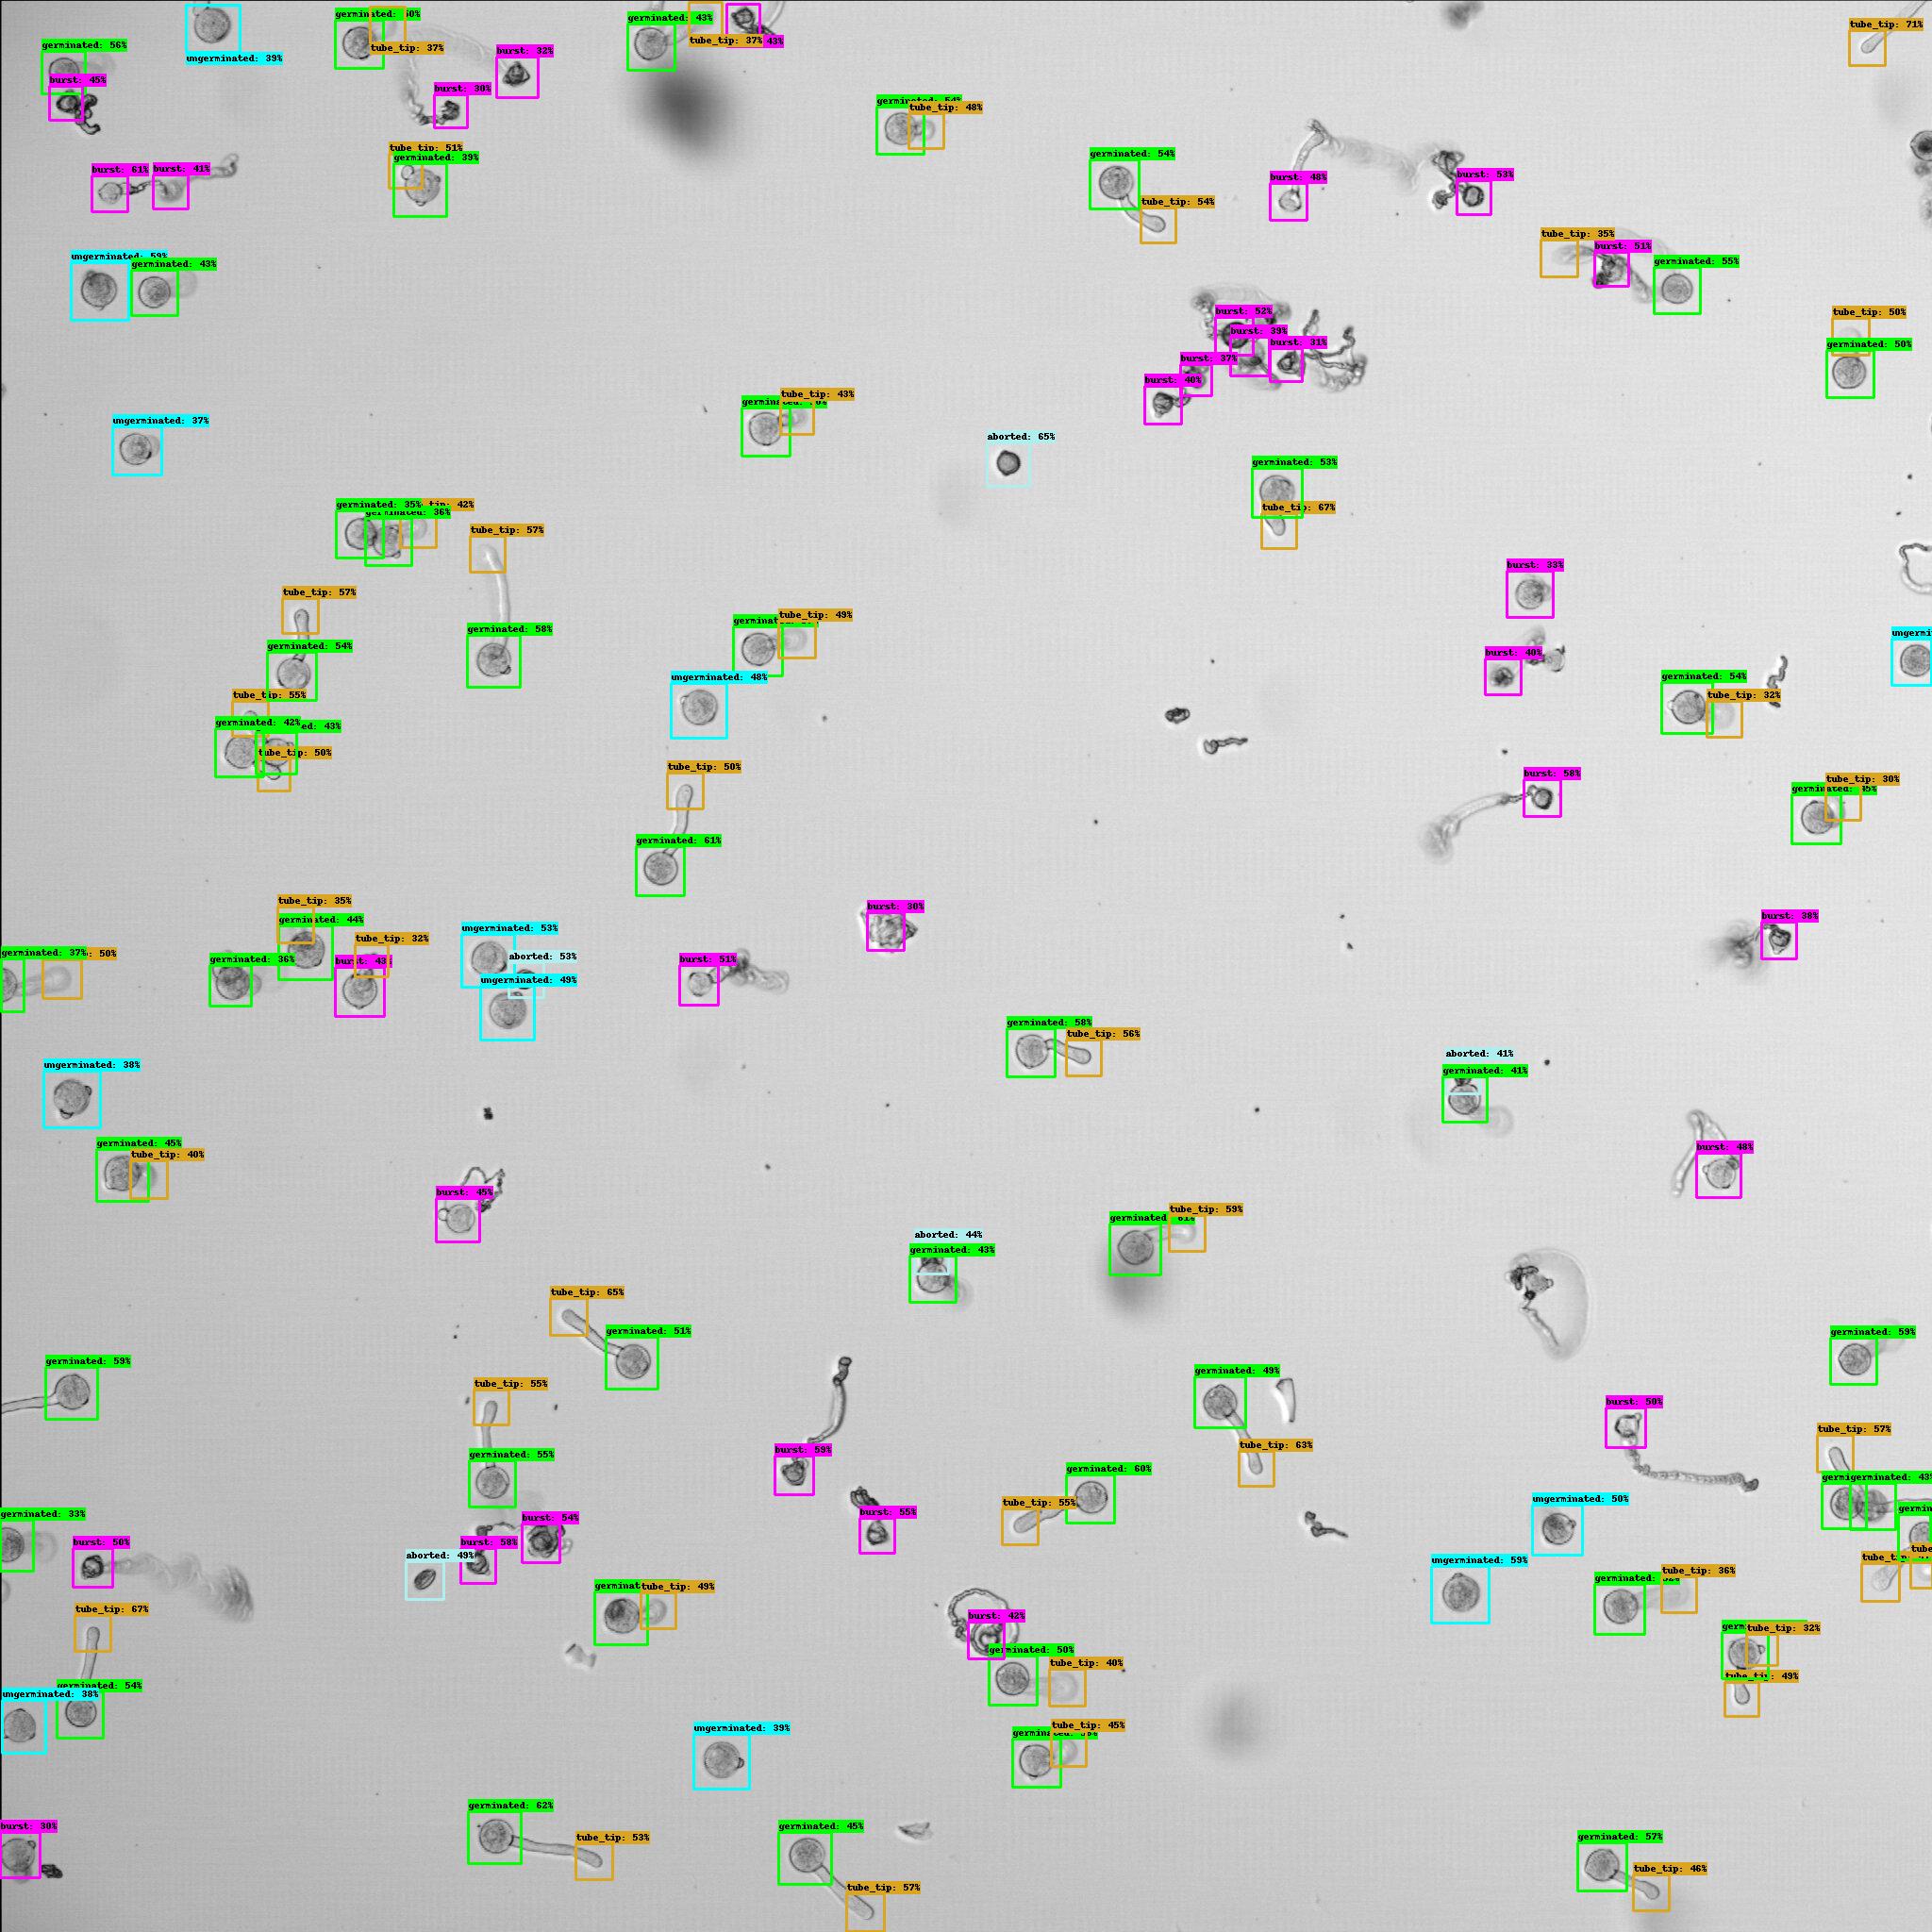 germinated: 56%
burst: 45%
ungerminated: 39%
tube_tip: 37%
burst: 32%
burst: 30%
germinated: 43%
tube_tip: 37%
43%
tube_tip: 71%
tube_tip: 48%
burst: 61%
burst: 41%
tube_tip: 51%
germinated: 39%
germinated: 54%
tube_tip: 54%
burst: 48%
burst: 53%
germinated: 43%
tube_tip: 35%
burst: 51%
germinated: 55%
tube_tip: 50%
germinated: 50%
burst: 52%
burst: 39%
burst: 31%
burst: 37%
burst: 40%
ungerminated: 37%
tube_tip: 43%
aborted: 65%
germinated: 53%
tube_tip: 67%
germinated: 35%
tip: 42%
tube_tip: 57%
burst: 33%
tube_tip: 57%
germinated: 58%
germinated: 54%
tube_tip: 49%
ungerminated: 48%
burst: 40%
germinated: 54%
tube_tip: 32%
tube_tip: 55%
germinated: 42%
tube_tip: 50%
tube_tip: 50%
germinated: 61%
burst: 58%
tube_tip: 30%
tube_tip: 35%
germinated: 44%
tube_tip: 32%
germinated: 37%
50%
germinated: 36%
ungerminated: 53%
aborted: 53%
ungerminated: 49%
burst: 51%
burst: 30%
burst: 38%
germinated: 58%
tube_tip: 56%
ungerminated: 38%
aborted: 41%
germinated: 41%
germinated: 45%
tube_tip: 40%
burst: 45%
burst: 48%
tube_tip: 59%
aborted: 44%
germinated: 43%
tube_tip: 65%
germinated: 51%
germinated: 59%
germinated: 59%
tube_tip: 55%
germinated: 49%
tube_tip: 63%
burst: 50%
tube_tip: 57%
germinated: 55%
burst: 59%
germinated: 60%
tube_tip: 55%
burst: 55%
ungerminated: 50%
germinated: 33%
burst: 50%
burst: 54%
burst: 58%
aborted: 49%
ungerminated: 59%
tube_tip: 49%
tube_tip: 36%
tube_tip: 67%
burst: 42%
germinated: 50%
tube_tip: 40%
tube_tip: 32%
tube_tip: 49%
germinated: 54%
ungerminated: 38%
ungerminated: 39%
tube_tip: 45%
burst: 30%
germinated: 62%
tube_tip: 53%
germinated: 45%
tube_tip: 57%
germinated: 57%
tube_tip: 46%